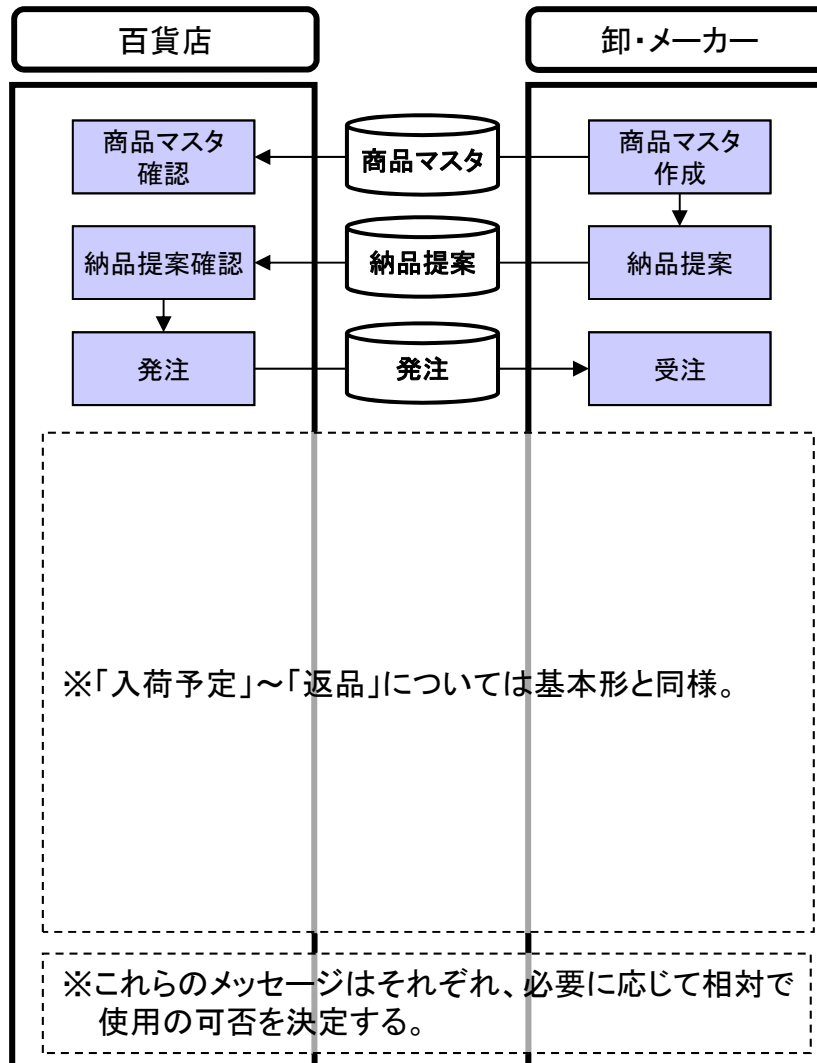 百貨店
卸・メーカー
商品マスタ
確認
商品マスタ
商品マスタ
作成
納品提案確認
納品提案
納品提案
発注
発注
受注
※「入荷予定」～「返品」については基本形と同様。
※これらのメッセージはそれぞれ、必要に応じて相対で
使用の可否を決定する。